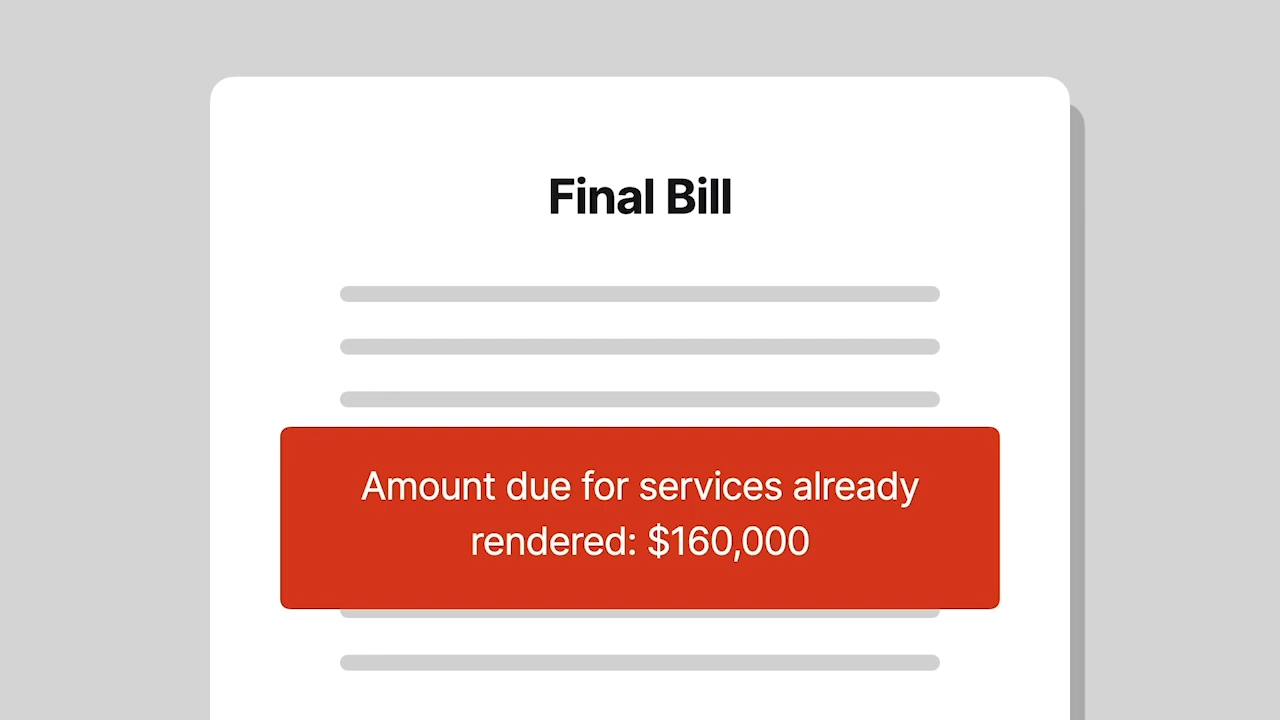 Final Bill
Amount due for services already
rendered: $160,000